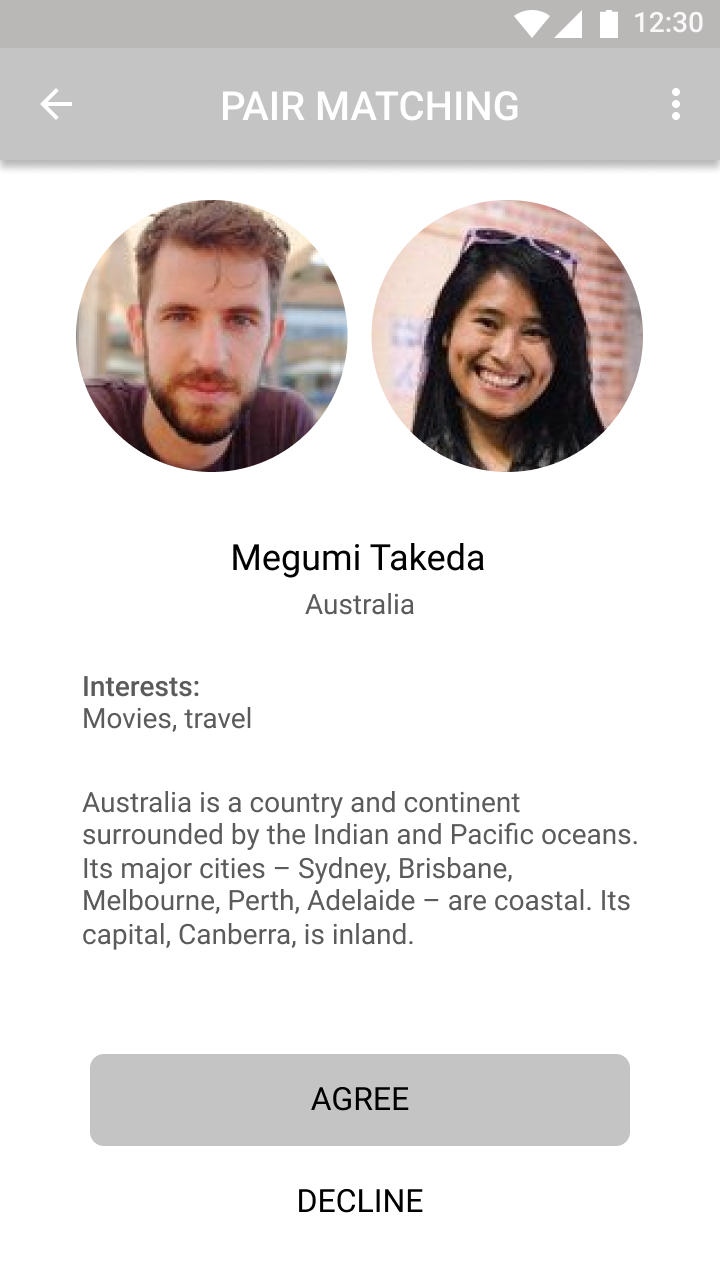 12:30
PAIR MATCHING
Megumi Takeda
Australia
Interests:
Movies, travel
Australia is a country and continent
surrounded by the Indian and Pacific oceans.
Its major cities – Sydney, Brisbane,
Melbourne, Perth, Adelaide – are coastal. Its
capital, Canberra, is inland.
AGREE
DECLINE